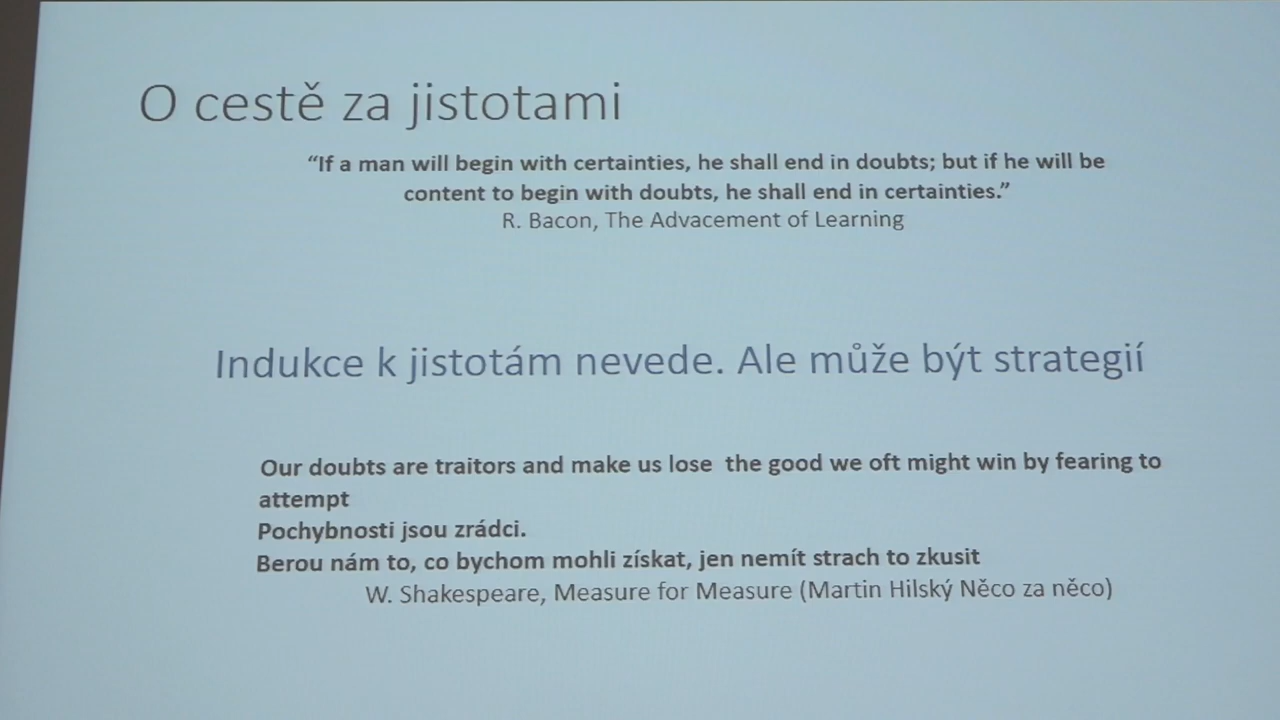 O cestě za jistotami
“If a man will begin with certainties, he shall end in doubts; but if he will be
content to begin with doubts, he shall end in certainties.”
R. Bacon, The Advacement of Learning
Indukce k jistotám nevede. Ale může být strategií
Our doubts are traitors and make us lose  the good we oft might win by fearing to
attempt
Pochybnosti jsou zrádci.
Berou nám to, co bychom mohli získat, jen nemít strach to zkusit
W. Shakespeare, Measure for Measure (Martin Hilský Něco za něco)